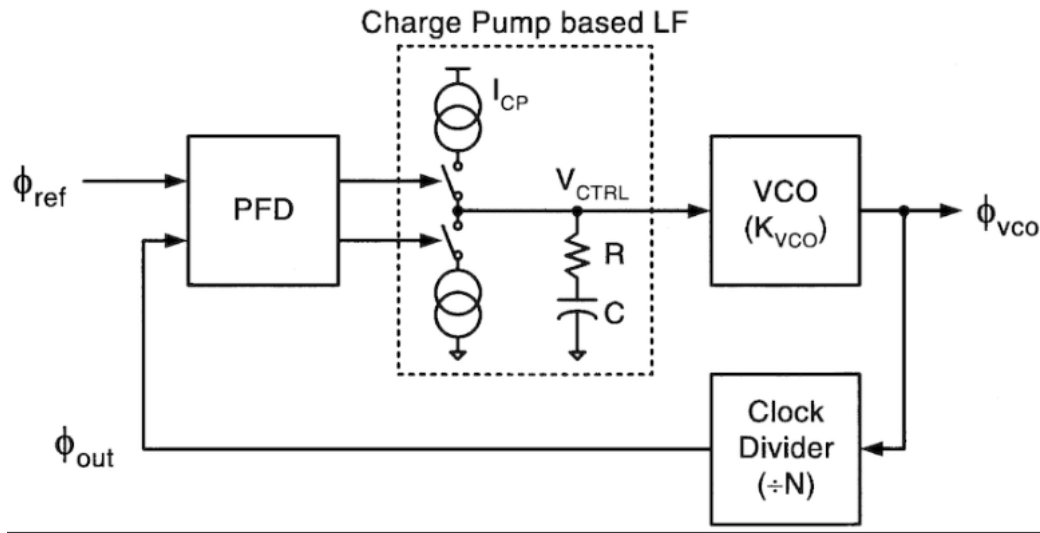 Charge Pump based LF
I_CP
ϕ_ref
PFD
V_CTRL
VCO
(K_VCO)
ϕ_vco
R
C
Clock
Divider
(÷N)
ϕ_out